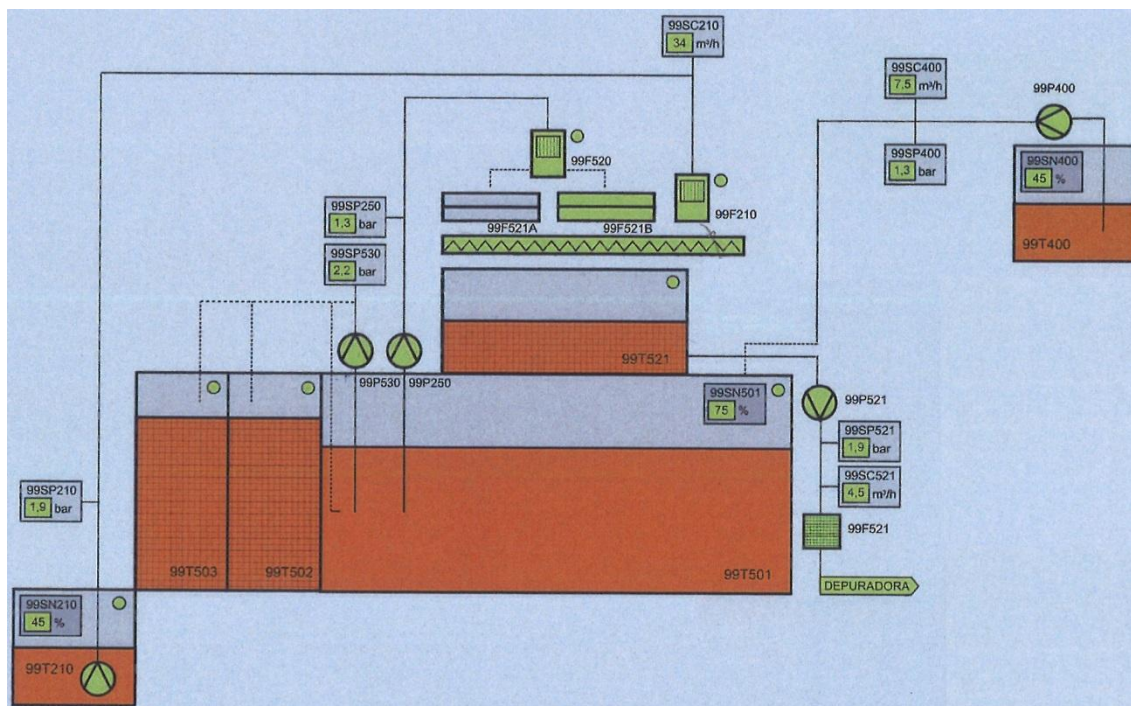 99SC210
34 m³/h
99SC400
7,5 m³/h
99P400
99SP400
1,3 bar
99SN400
45 %
99T400
99F520
99F210
99SP250
1,3 bar
99F521A
99F521B
99SP530
2,2 bar
99T521
99P530
99P250
99SN501
75 %
99P521
99SP521
1,9 bar
99SC521
4,5 m³/h
99F521
99SP210
1,9 bar
99T503
99T502
99T501
DEPURADORA
99SN210
45 %
99T210